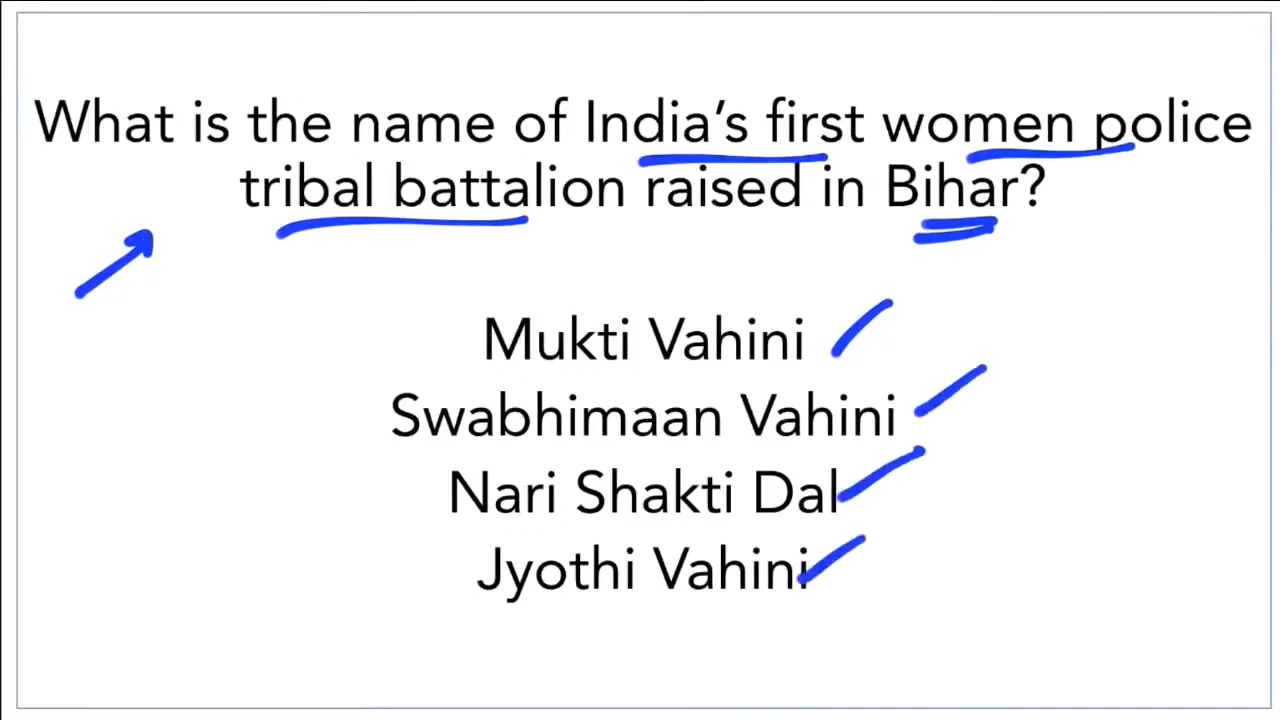 What is the name of India’s first women police
tribal battalion raised in Bihar?
Mukti Vahini
Swabhimaan Vahini
Nari Shakti Dal
Jyothi Vahini